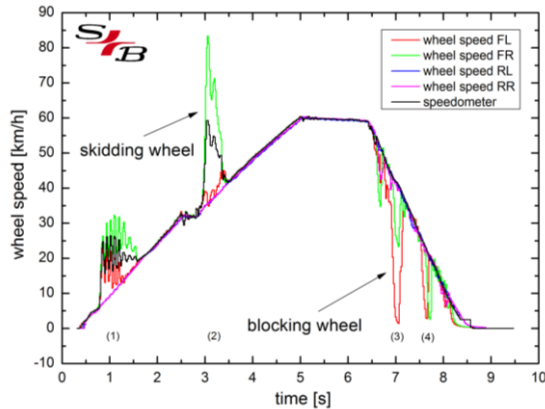 S B
wheel speed FL
wheel speed FR
wheel speed RL
wheel speed RR
speedometer
skidding wheel
blocking wheel
(1) (2) (3) (4)
wheel speed [km/h]
90
80
70
60
50
40
30
20
10
0
-10
0 1 2 3 4 5 6 7 8 9 10
time [s]